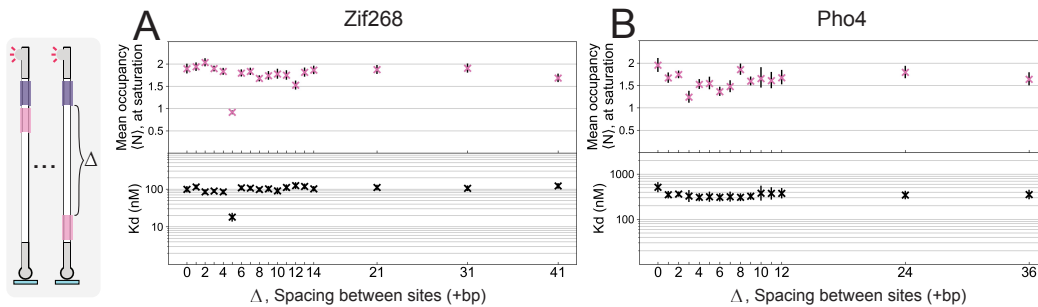 A
Zif268
B
Pho4
Mean occupancy
⟨N⟩, at saturation
2
1.5
1
0.5
Kd (nM)
100
10
0 2 4 6 8 10 12 14 21 31 41
Δ, Spacing between sites (+bp)
Mean occupancy
⟨N⟩, at saturation
2
1.5
1
0.5
Kd (nM)
1000
100
0 2 4 6 8 10 12 24 36
Δ, Spacing between sites (+bp)
...
Δ